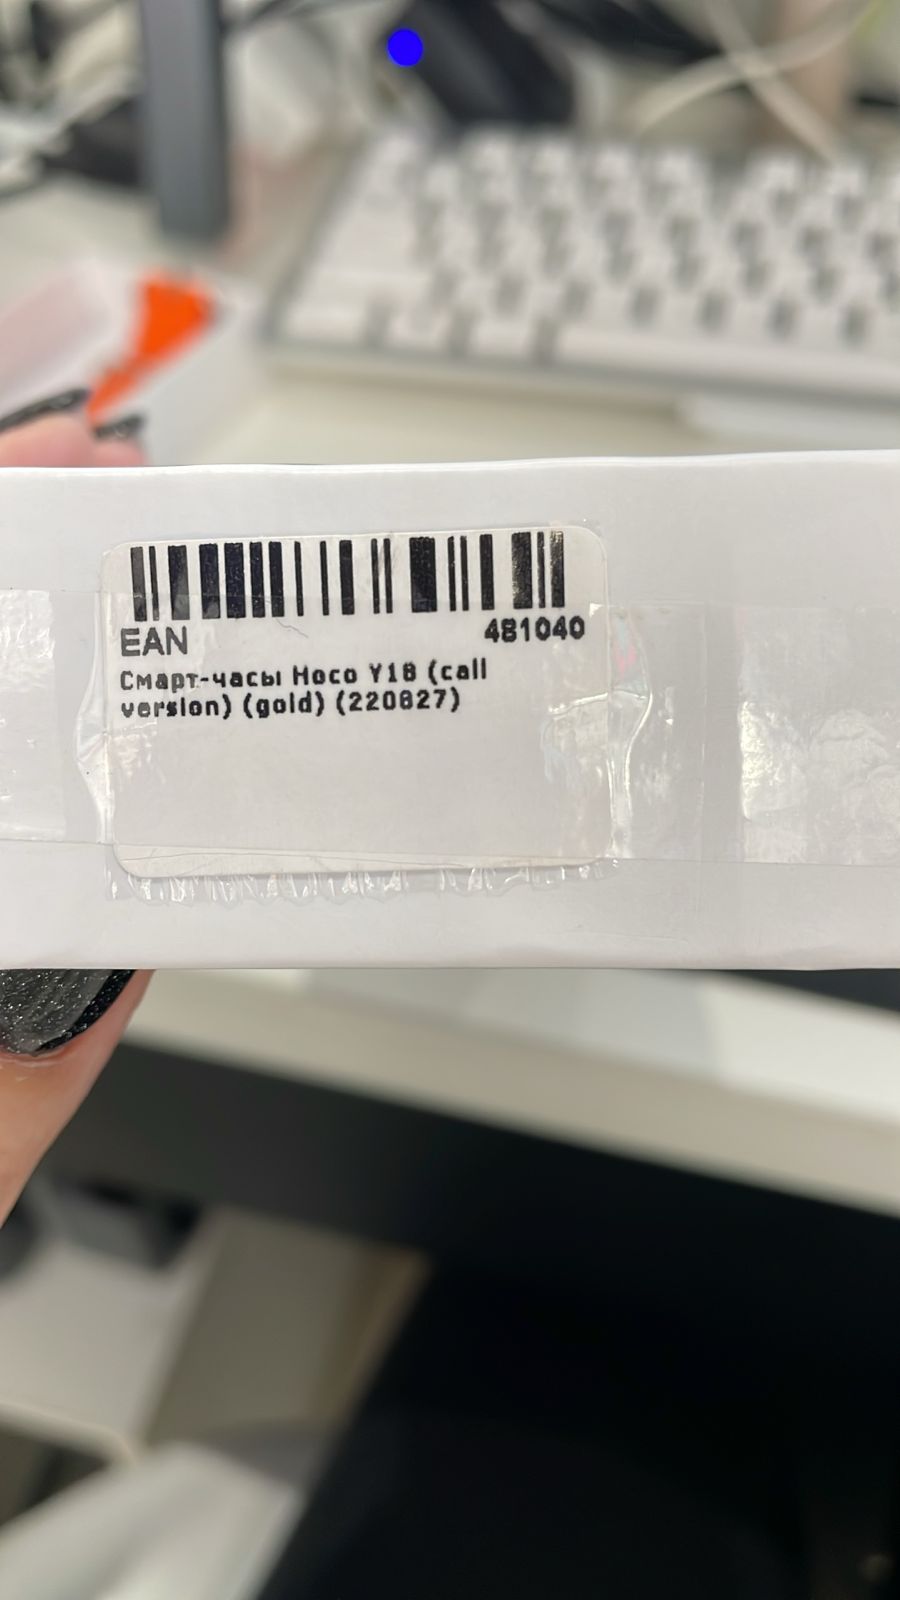 EAN 481040
Смарт-часы Hoco Y18 (call
version) (gold) (220827)